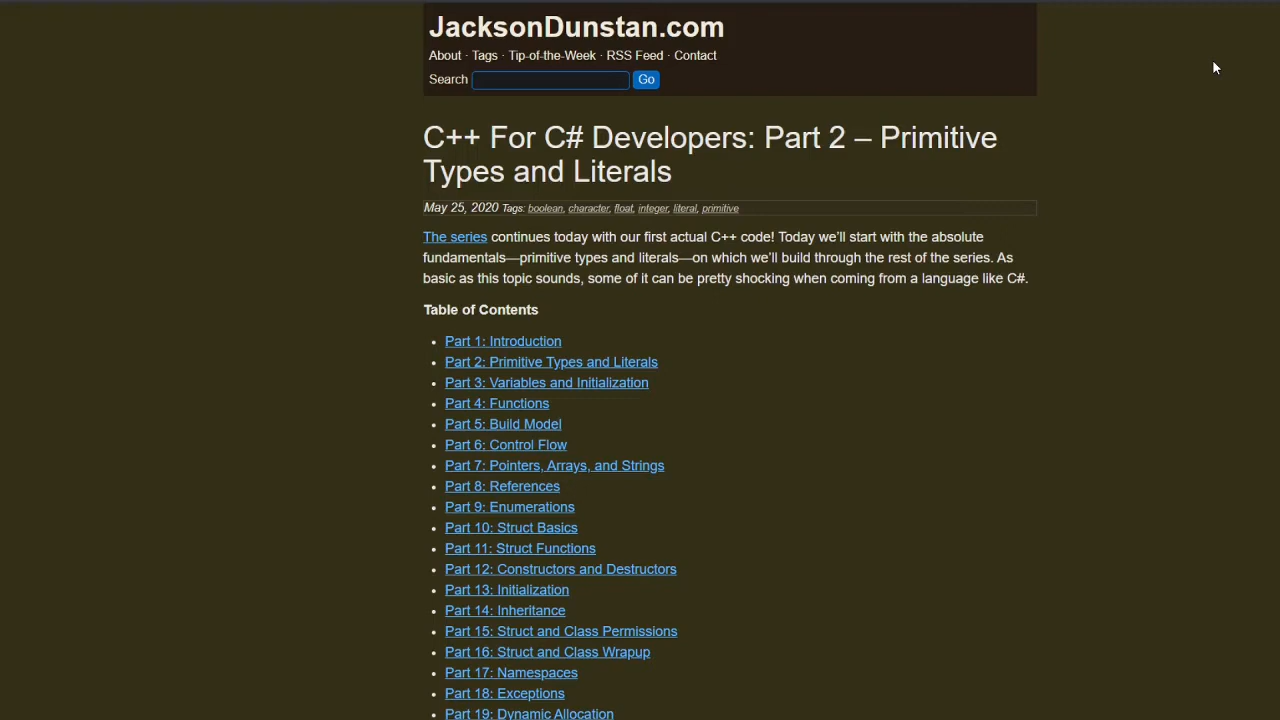 JacksonDunstan.com
About · Tags · Tip-of-the-Week · RSS Feed · Contact
Search Go
C++ For C# Developers: Part 2 – Primitive
Types and Literals
May 25, 2020 Tags: boolean, character, float, integer, literal, primitive
The series continues today with our first actual C++ code! Today we’ll start with the absolute
fundamentals—primitive types and literals—on which we’ll build through the rest of the series. As
basic as this topic sounds, some of it can be pretty shocking when coming from a language like C#.
Table of Contents
• Part 1: Introduction
• Part 2: Primitive Types and Literals
• Part 3: Variables and Initialization
• Part 4: Functions
• Part 5: Build Model
• Part 6: Control Flow
• Part 7: Pointers, Arrays, and Strings
• Part 8: References
• Part 9: Enumerations
• Part 10: Struct Basics
• Part 11: Struct Functions
• Part 12: Constructors and Destructors
• Part 13: Initialization
• Part 14: Inheritance
• Part 15: Struct and Class Permissions
• Part 16: Struct and Class Wrapup
• Part 17: Namespaces
• Part 18: Exceptions
• Part 19: Dynamic Allocation